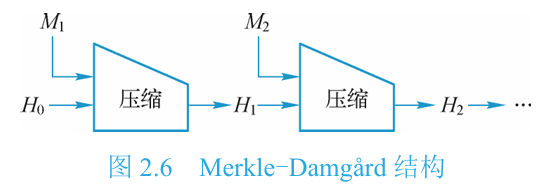 M₁ M₂
H₀ 压缩 H₁ 压缩 H₂ ···
图 2.6 Merkle-Damgård 结构